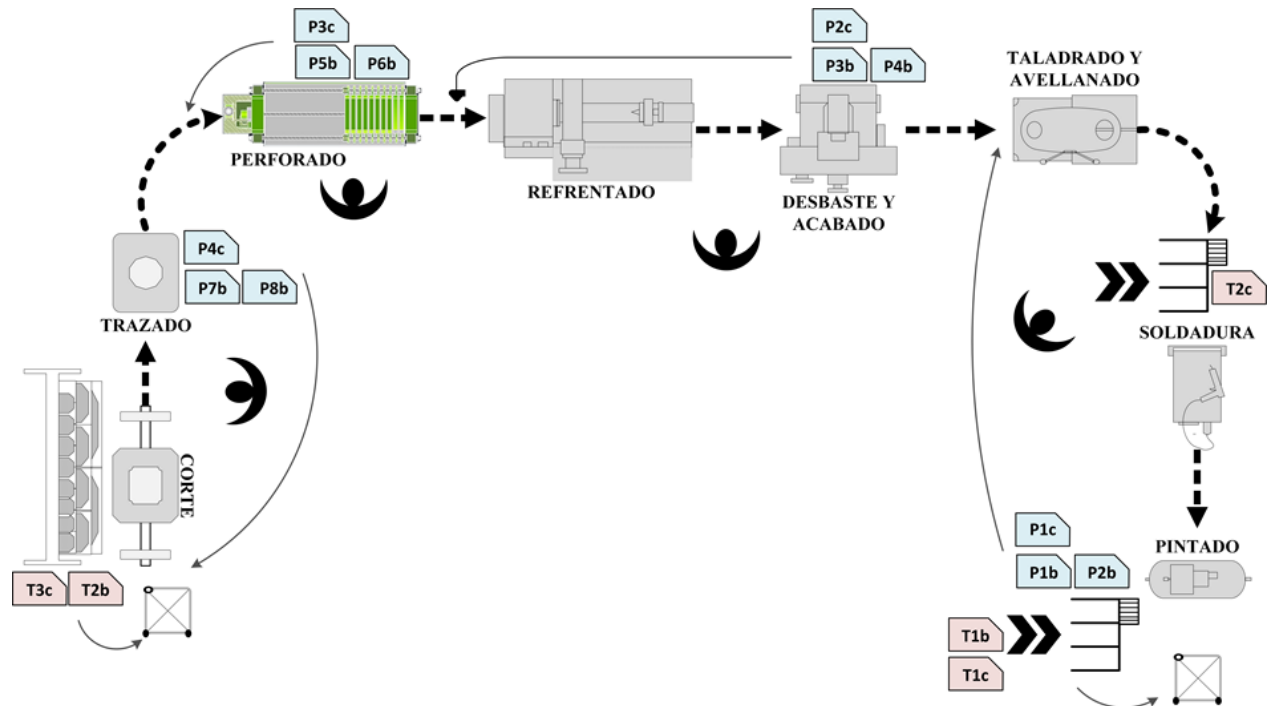 P3c
P5b P6b
PERFORADO
REFRENTADO
P2c
P3b P4b
DESBASTE Y
ACABADO
TALADRADO Y
AVELLANADO
P4c
P7b P8b
TRAZADO
T2c
SOLDADURA
CORTE
T3c T2b
P1c
P1b P2b
T1b
T1c
PINTADO